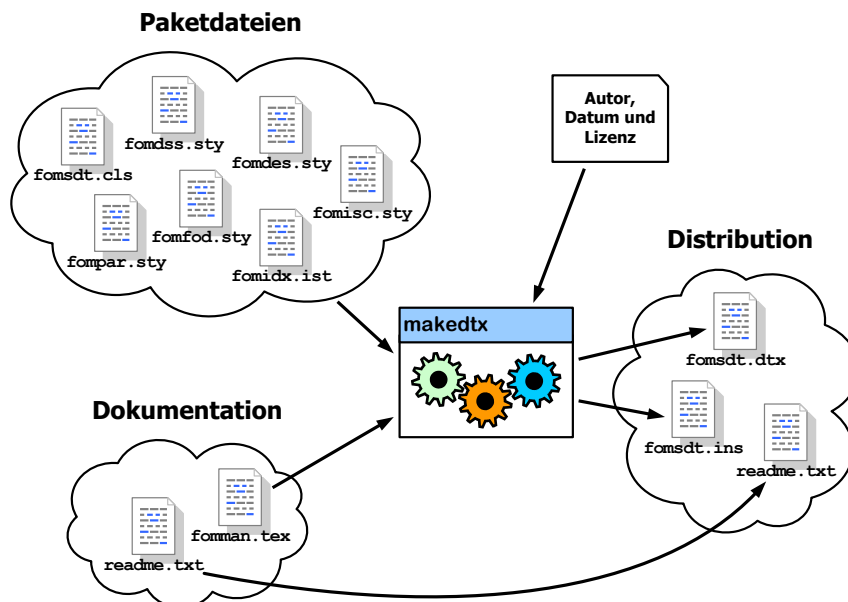 Paketdateien
fomdss.sty
fomdes.sty
fomsdt.cls
fomisc.sty
fomfod.sty
fompar.sty
fomidx.ist
Autor,
Datum und
Lizenz
Distribution
makedtx
fomsdt.dtx
fomsdt.ins
readme.txt
Dokumentation
fomman.tex
readme.txt